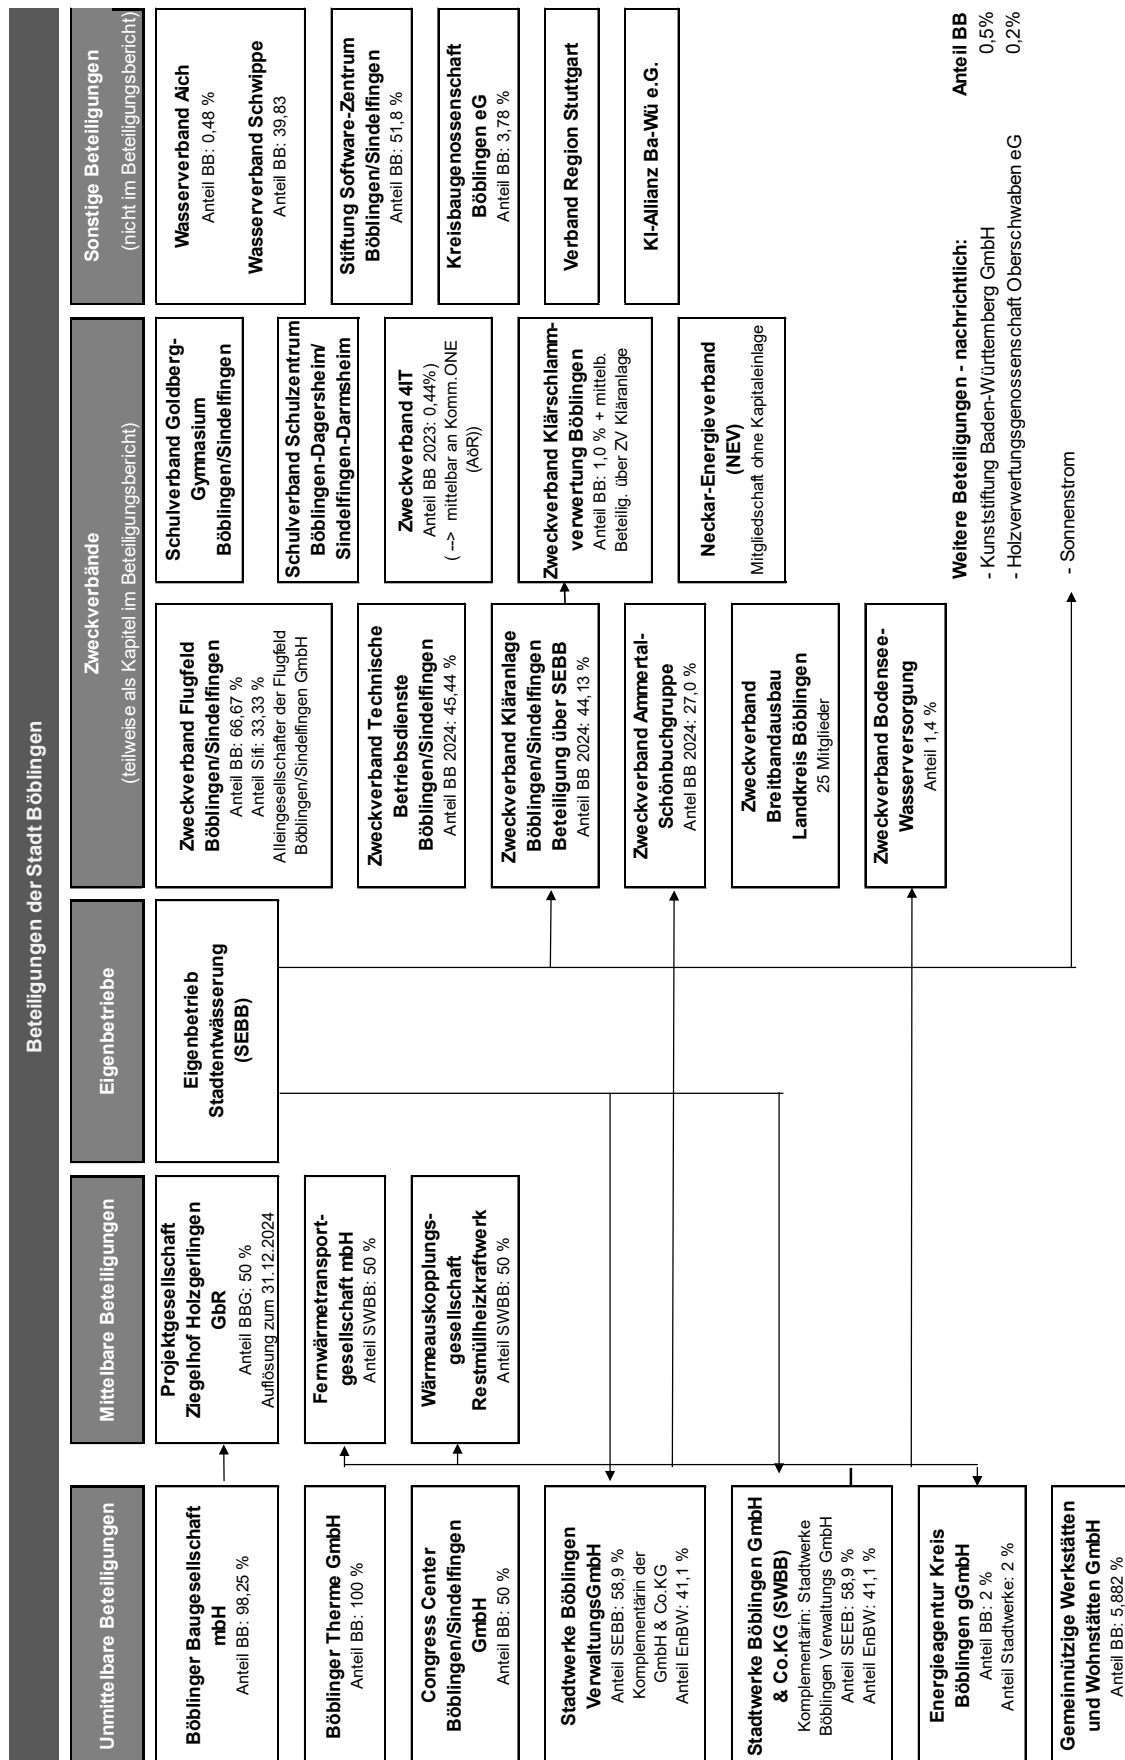 Beteiligungen der Stadt Böblingen
Unmittelbare Beteiligungen
Böblinger Baugesellschaft
mbH
Anteil BB: 98,25 %
Böblinger Therme GmbH
Anteil BB: 100 %
Congress Center
Böblingen/Sindelfingen
GmbH
Anteil BB: 50 %
Stadtwerke Böblingen
VerwaltungsGmbH
Anteil SEBB: 58,9 %
Komplementärin der
GmbH & Co.KG
Anteil EnBW: 41,1 %
Stadtwerke Böblingen GmbH
& Co.KG (SWBB)
Komplementärin: Stadtwerke
Böblingen Verwaltungs GmbH
Anteil SEEB: 58,9 %
Anteil EnBW: 41,1 %
Energieagentur Kreis
Böblingen gGmbH
Anteil BB: 2 %
Anteil Stadtwerke: 2 %
Gemeinnützige Werkstätten
und Wohnstätten GmbH
Anteil BB: 5,882 %
Mittelbare Beteiligungen
Projektgesellschaft
Ziegelhof Holzgerlingen
GbR
Anteil BBG: 50 %
Auflösung zum 31.12.2024
Fernwärmetransport-
gesellschaft mbH
Anteil SWBB: 50 %
Wärmeauskopplungs-
gesellschaft
Restmüllheizkraftwerk
Anteil SWBB: 50 %
Eigenbetriebe
Eigenbetrieb
Stadtentwässerung
(SEBB)
Zweckverbände
(teilweise als Kapitel im Beteiligungsbericht)
Zweckverband Flugfeld
Böblingen/Sindelfingen
Anteil BB: 66,67 %
Anteil Sifi: 33,33 %
Alleingesellschafter der Flugfeld
Böblingen/Sindelfingen GmbH
Zweckverband Technische
Betriebsdienste
Böblingen/Sindelfingen
Anteil BB 2024: 45,44 %
Zweckverband Kläranlage
Böblingen/Sindelfingen
Beteiligung über SEBB
Anteil BB 2024: 44,13 %
Zweckverband Ammertal-
Schönbuchgruppe
Antel BB 2024: 27,0 %
Zweckverband
Breitbandausbau
Landkreis Böblingen
25 Mitglieder
Zweckverband Bodensee-
Wasserversorgung
Anteil 1,4 %
Schulverband Goldberg-
Gymnasium
Böblingen/Sindelfingen
Schulverband Schulzentrum
Böblingen-Dagersheim/
Sindelfingen-Darmsheim
Zweckverband 4IT
Anteil BB 2023: 0,44%)
( --> mittelbar an Komm.ONE
(AöR))
Zweckverband Klärschlamm-
verwertung Böblingen
Anteil BB: 1,0 % + mittelb.
Beteilig. über ZV Kläranlage
Neckar-Energieverband
(NEV)
Mitgliedschaft ohne Kapitaleinlage
Sonstige Beteiligungen
(nicht im Beteiligungsbericht)
Wasserverband Aich
Anteil BB: 0,48 %
Wasserverband Schwippe
Anteil BB: 39,83
Stiftung Software-Zentrum
Böblingen/Sindelfingen
Anteil BB: 51,8 %
Kreisbaugenossenschaft
Böblingen eG
Anteil BB: 3,78 %
Verband Region Stuttgart
KI-Allianz Ba-Wü e.G.
Weitere Beteiligungen - nachrichtlich: Anteil BB
- Kunststiftung Baden-Württemberg GmbH 0,5%
- Holzverwertungsgenossenschaft Oberschwaben eG 0,2%
- Sonnenstrom